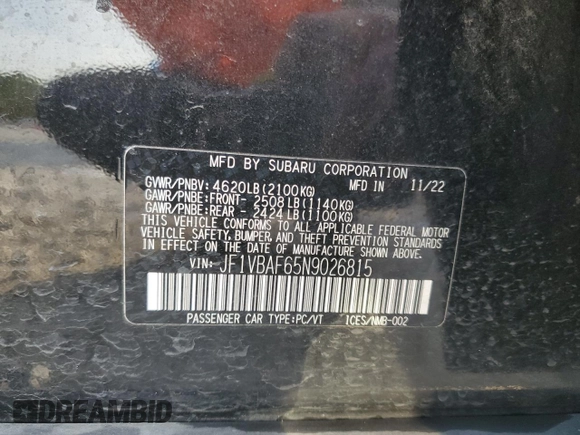 MFD BY SUBARU CORPORATION
GVWR/PNBV: 4620LB(2100KG) MFD IN 11/22
GAWR/PNBE:FRONT- 2508LB(1140KG)
GAWR/PNBE:REAR - 2424LB(1100KG)
THIS VEHICLE CONFORMS TO ALL APPLICABLE FEDERAL MOTOR
VEHICLE SAFETY, BUMPER, AND THEFT PREVENTION STANDARDS
IN EFFECT ON THE DATE OF MANUFACTURE SHOWN ABOVE.
VIN: JF1VBAF65N9026815
PASSENGER CAR TYPE:PC/VT ICES/NMB-002
DREAMBID